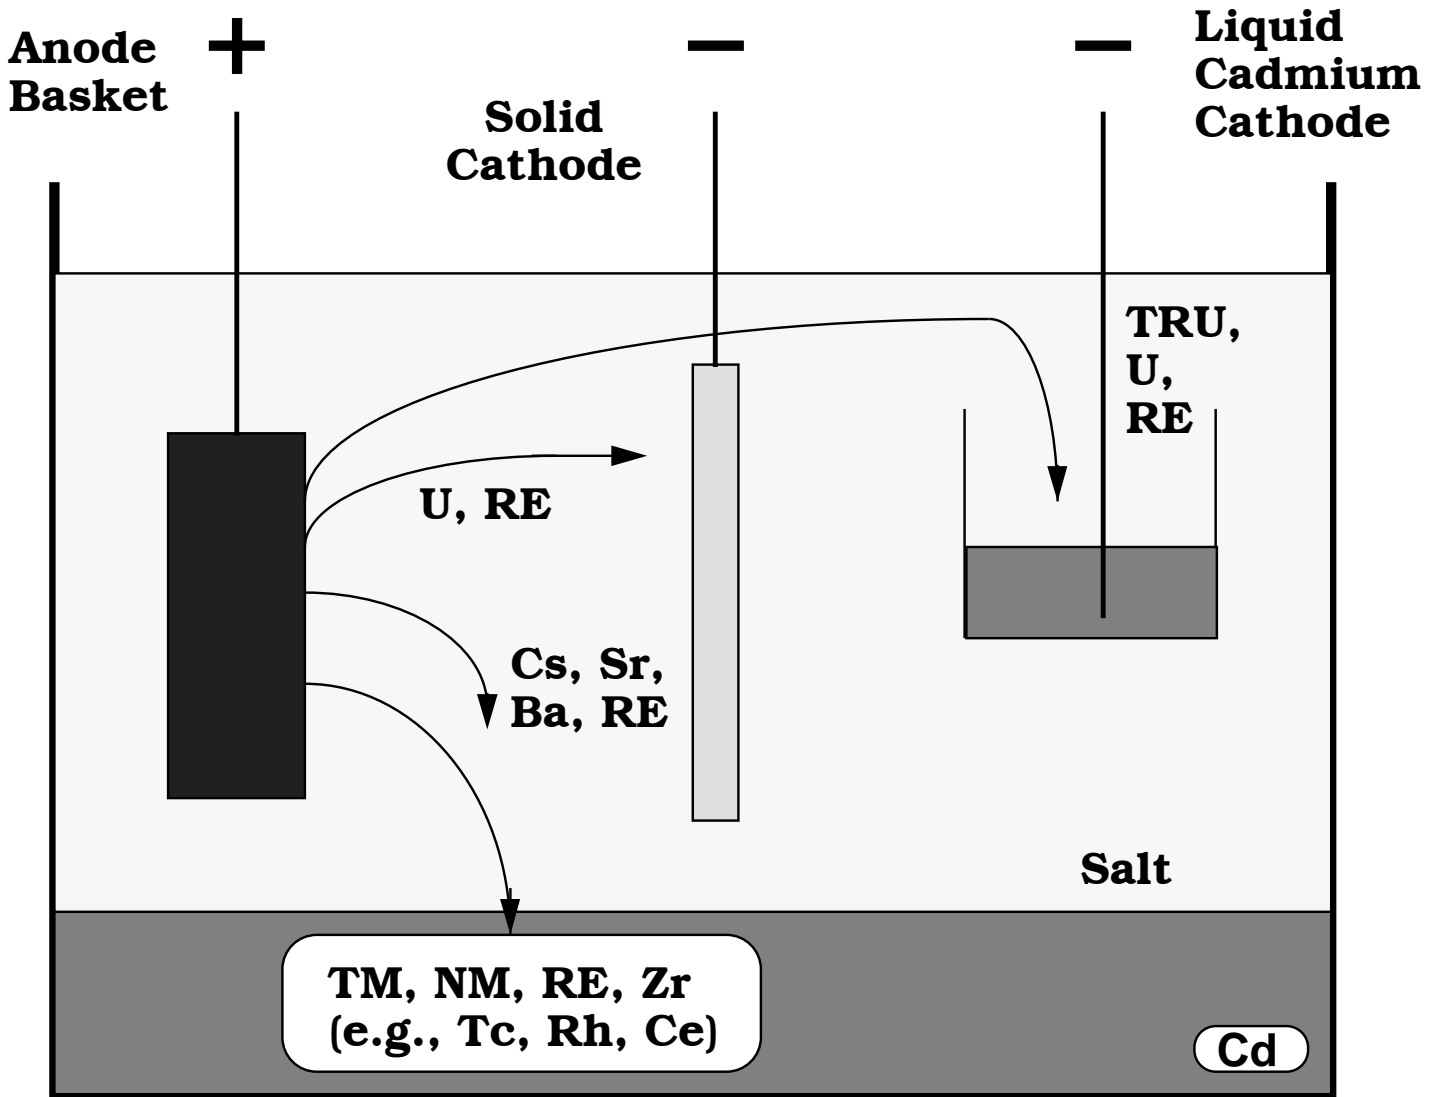 Anode
Basket
+
−
−
Liquid
Cadmium
Cathode
Solid
Cathode
TRU,
U,
RE
U, RE
Cs, Sr,
Ba, RE
Salt
TM, NM, RE, Zr
(e.g., Tc, Rh, Ce)
Cd